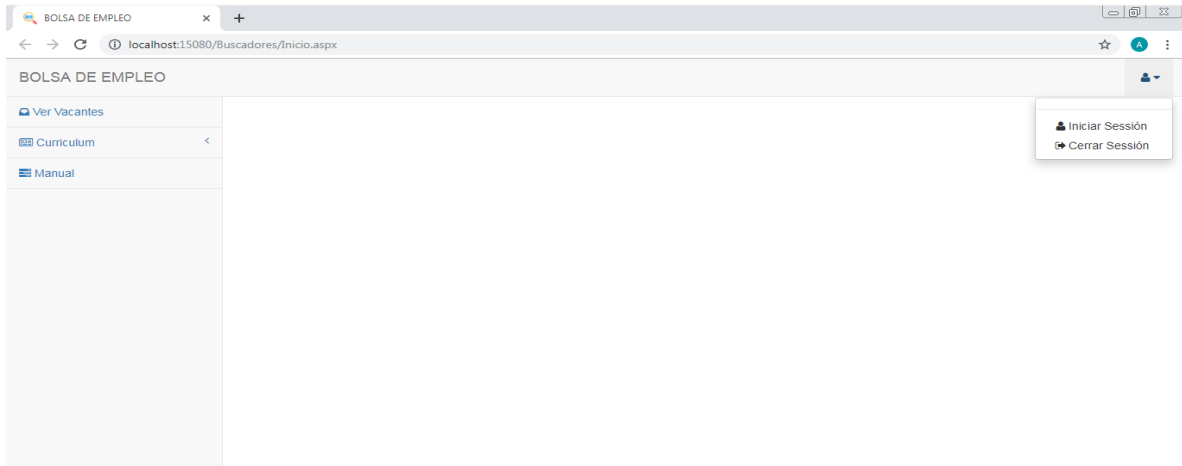 BOLSA DE EMPLEO
localhost:15080/Buscadores/Inicio.aspx
A
BOLSA DE EMPLEO
Ver Vacantes
Curriculum
Manual
Iniciar Sessión
Cerrar Sessión